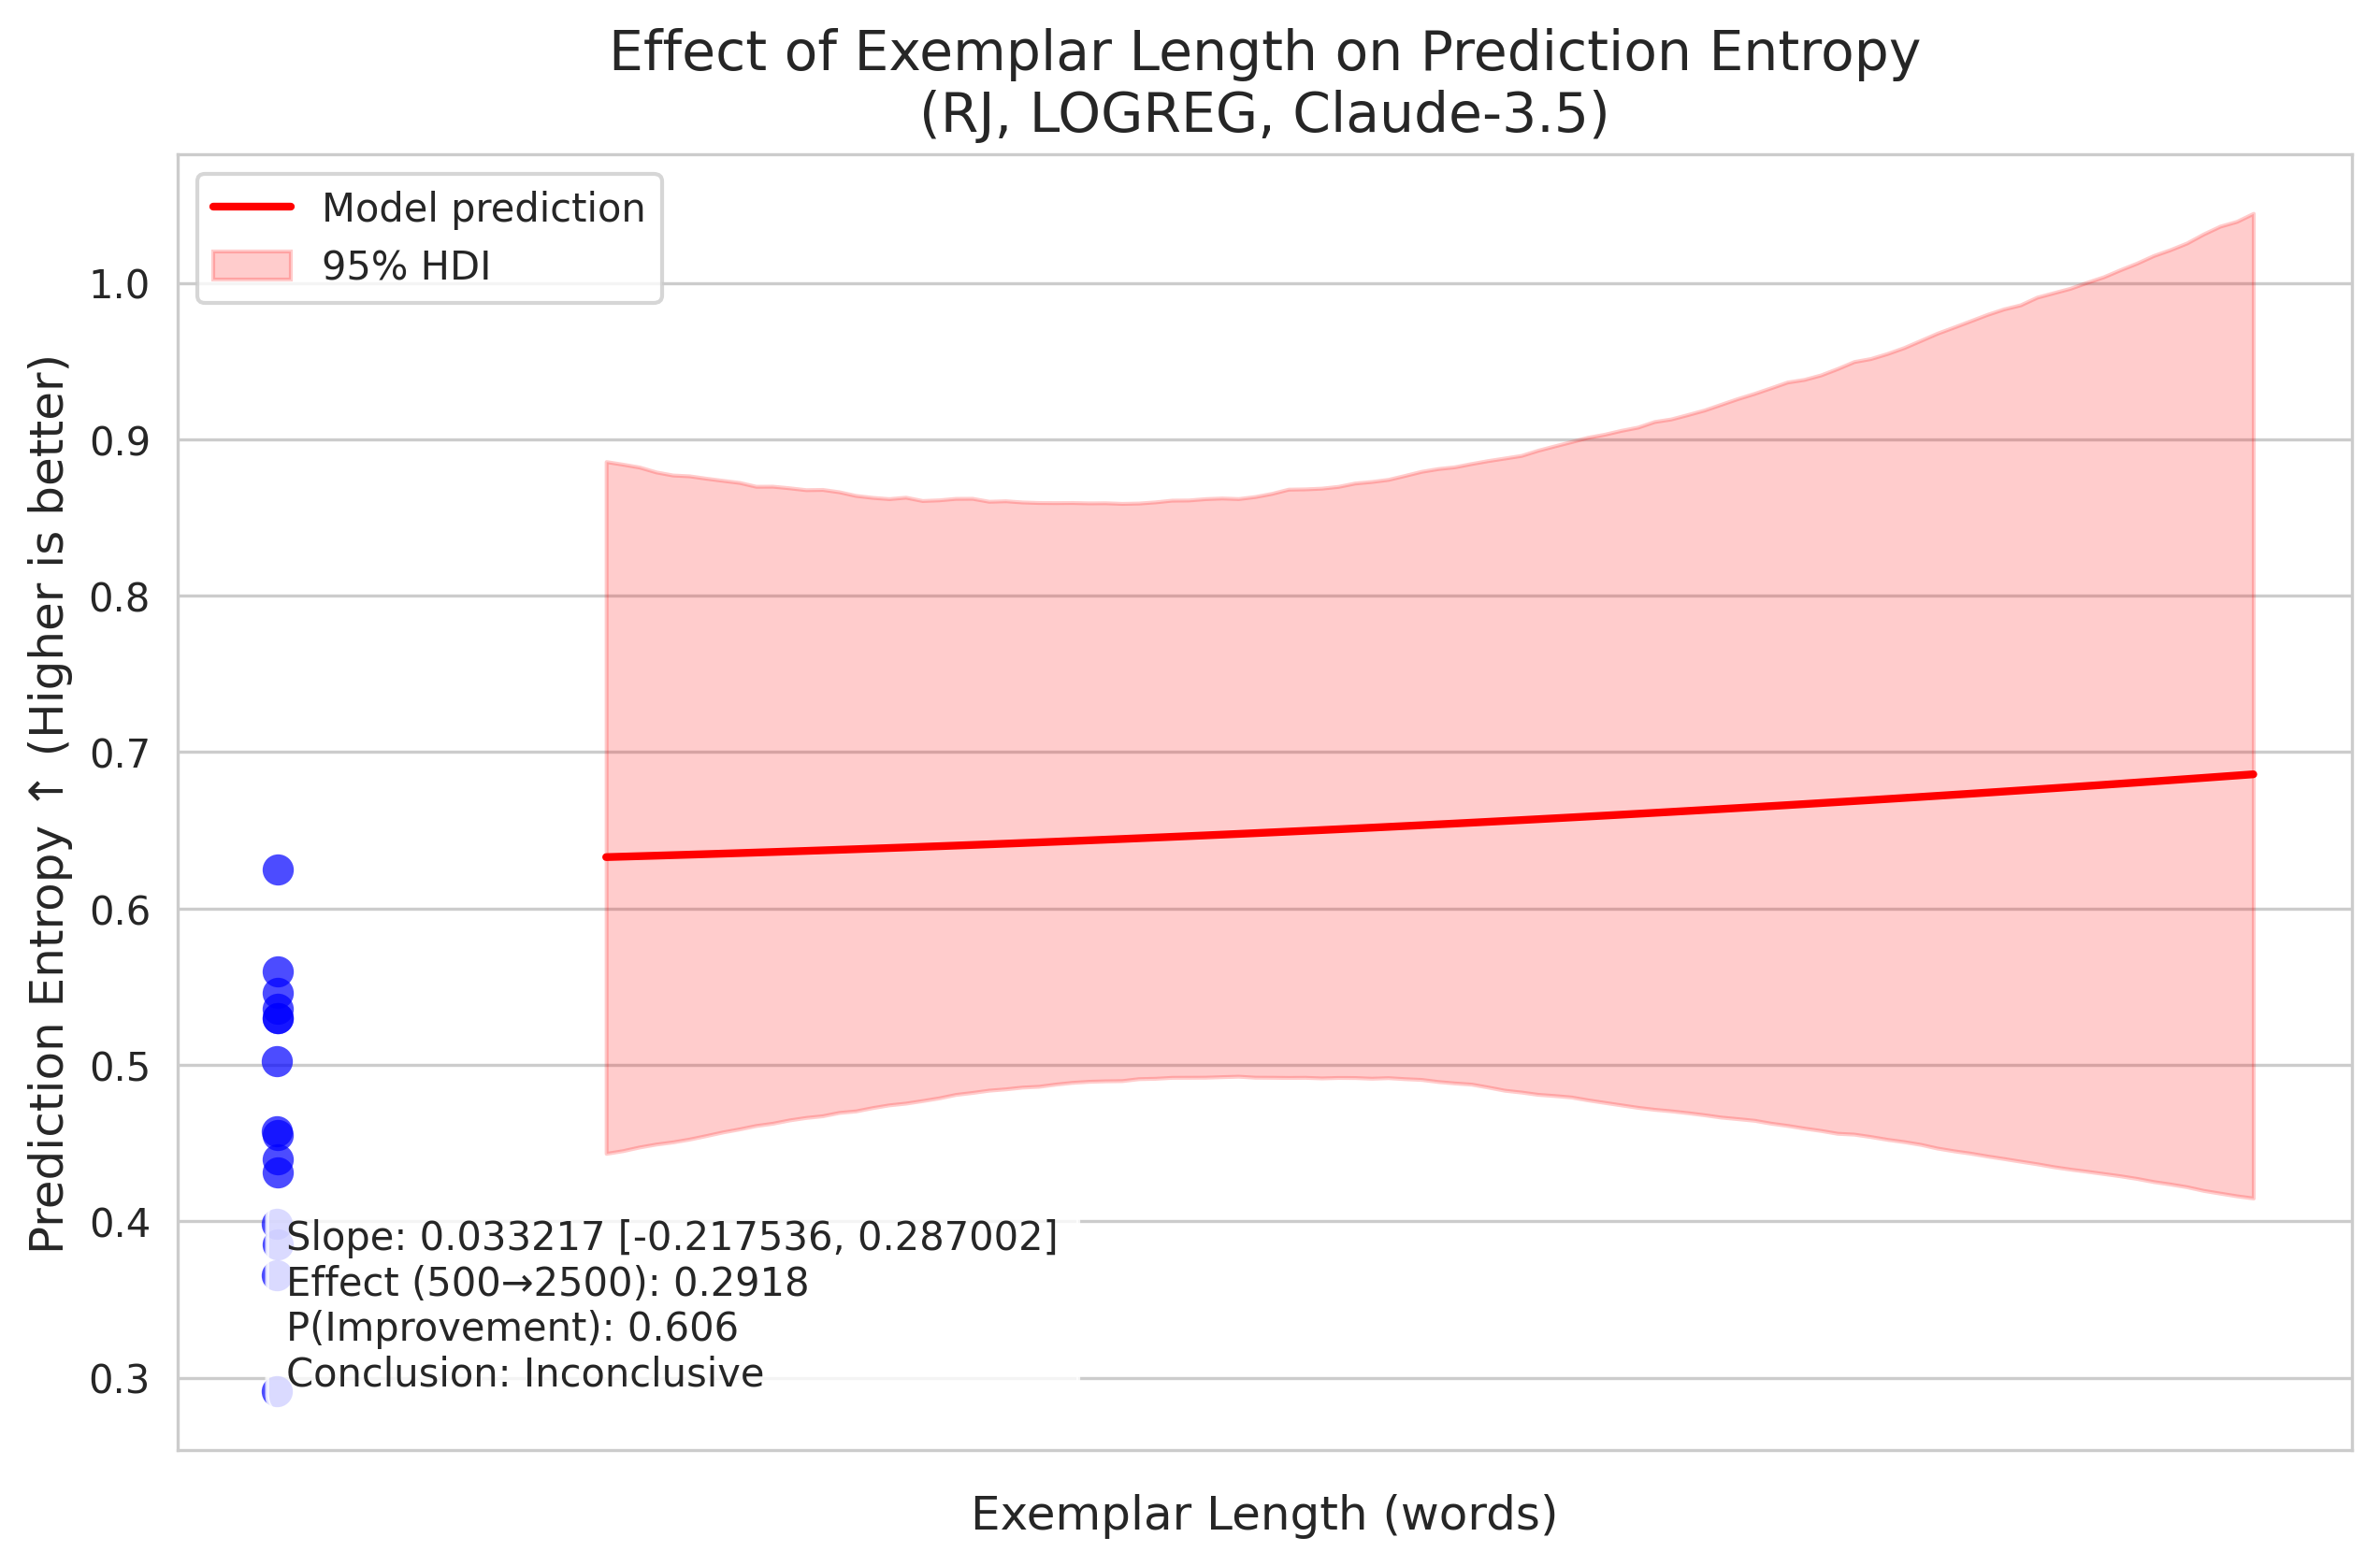 Effect of Exemplar Length on Prediction Entropy
(RJ, LOGREG, Claude-3.5)
Model prediction
95% HDI
Prediction Entropy ↑ (Higher is better)
1.0
0.9
0.8
0.7
0.6
0.5
0.4
0.3
Slope: 0.033217 [-0.217536, 0.287002]
Effect (500→2500): 0.2918
P(Improvement): 0.606
Conclusion: Inconclusive
Exemplar Length (words)